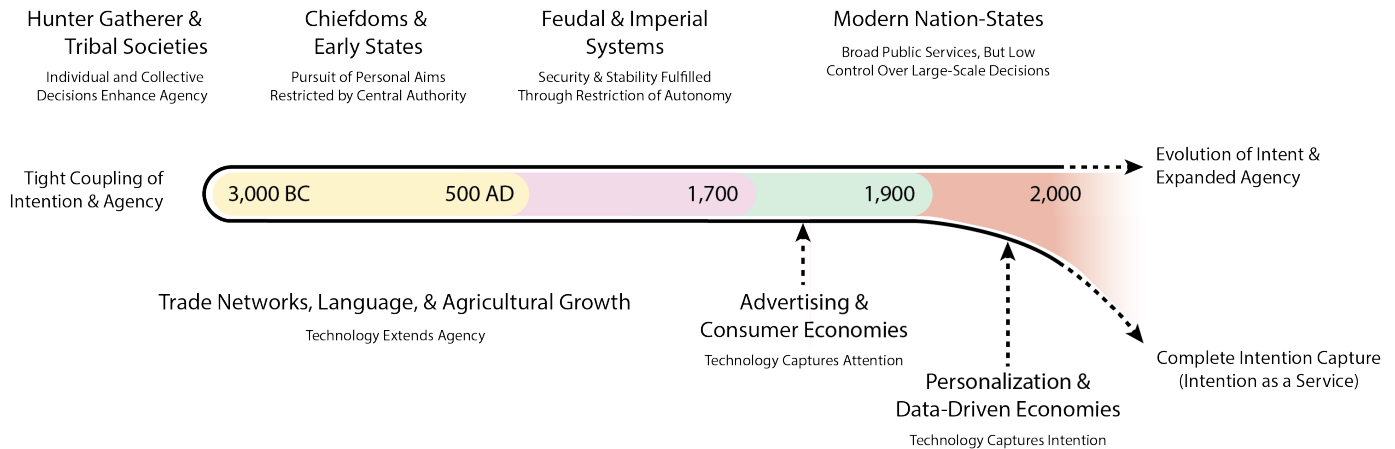 Hunter Gatherer &
Tribal Societies
Individual and Collective
Decisions Enhance Agency
Chiefdoms &
Early States
Pursuit of Personal Aims
Restricted by Central Authority
Feudal & Imperial
Systems
Security & Stability Fulfilled
Through Restriction of Autonomy
Modern Nation-States
Broad Public Services, But Low
Control Over Large-Scale Decisions
Tight Coupling of
Intention & Agency
3,000 BC
500 AD
1,700
1,900
2,000
Evolution of Intent &
Expanded Agency
Trade Networks, Language, & Agricultural Growth
Technology Extends Agency
Advertising &
Consumer Economies
Technology Captures Attention
Personalization &
Data-Driven Economies
Technology Captures Intention
Complete Intention Capture
(Intention as a Service)